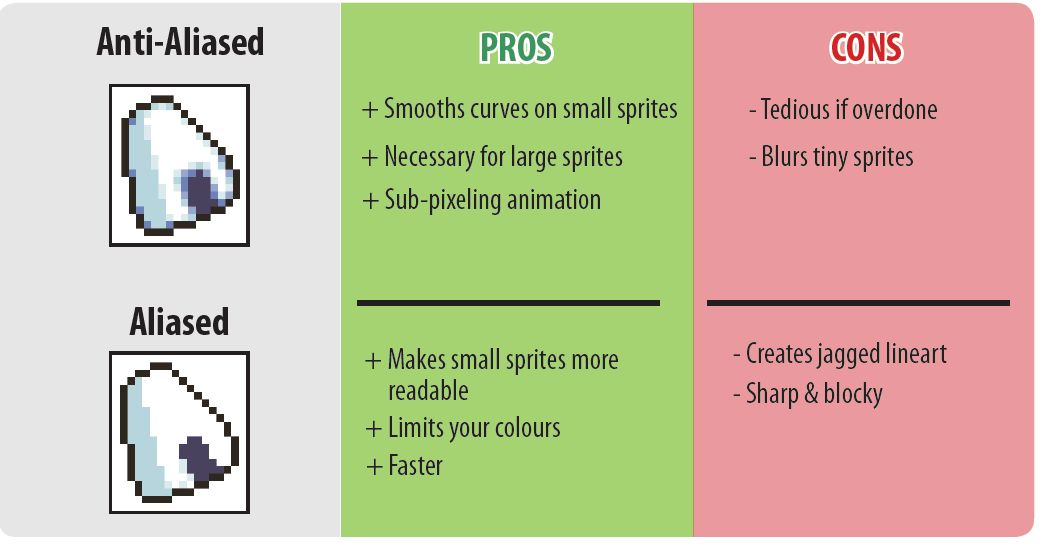 Anti-Aliased
PROS
CONS
+ Smooths curves on small sprites
+ Necessary for large sprites
+ Sub-pixeling animation
- Tedious if overdone
- Blurs tiny sprites
Aliased
+ Makes small sprites more
readable
+ Limits your colours
+ Faster
- Creates jagged lineart
- Sharp & blocky